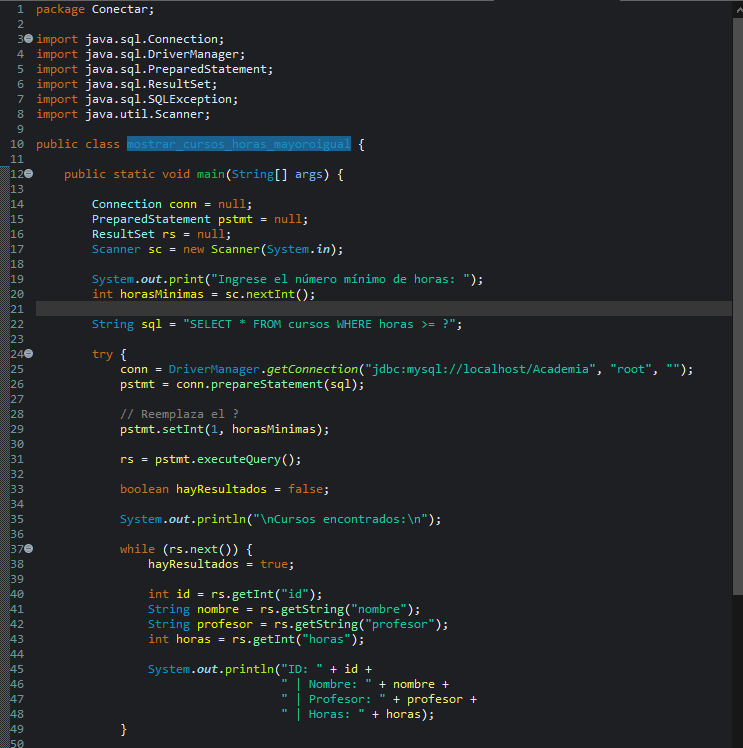 1 package Conectar;
2
3 import java.sql.Connection;
4 import java.sql.DriverManager;
5 import java.sql.PreparedStatement;
6 import java.sql.ResultSet;
7 import java.sql.SQLException;
8 import java.util.Scanner;
9
10 public class mostrar_cursos_horas_mayoroigual {
11
12     public static void main(String[] args) {
13
14         Connection conn = null;
15         PreparedStatement pstmt = null;
16         ResultSet rs = null;
17         Scanner sc = new Scanner(System.in);
18
19         System.out.print("Ingrese el número mínimo de horas: ");
20         int horasMinimas = sc.nextInt();
21
22         String sql = "SELECT * FROM cursos WHERE horas >= ?";
23
24         try {
25             conn = DriverManager.getConnection("jdbc:mysql://localhost/Academia", "root", "");
26             pstmt = conn.prepareStatement(sql);
27
28             // Reemplaza el ?
29             pstmt.setInt(1, horasMinimas);
30
31             rs = pstmt.executeQuery();
32
33             boolean hayResultados = false;
34
35             System.out.println("\nCursos encontrados:\n");
36
37             while (rs.next()) {
38                 hayResultados = true;
39
40                 int id = rs.getInt("id");
41                 String nombre = rs.getString("nombre");
42                 String profesor = rs.getString("profesor");
43                 int horas = rs.getInt("horas");
44
45                 System.out.println("ID: " + id +
46                                    " | Nombre: " + nombre +
47                                    " | Profesor: " + profesor +
48                                    " | Horas: " + horas);
49             }
50